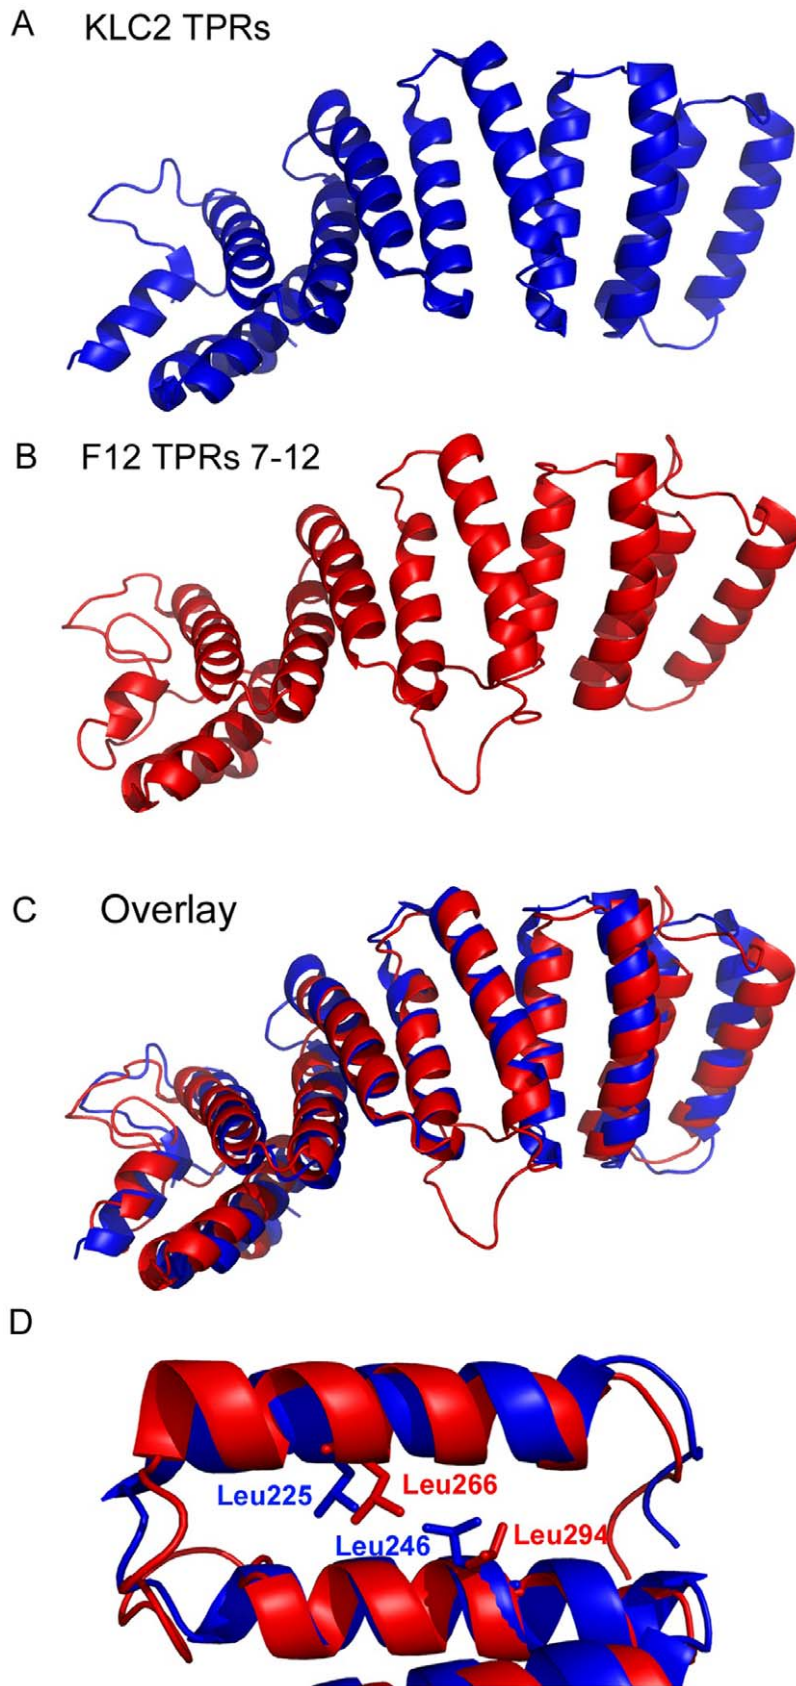 A KLC2 TPRs
B F12 TPRs 7-12
C Overlay
D
Leu225 Leu266
Leu246 Leu294